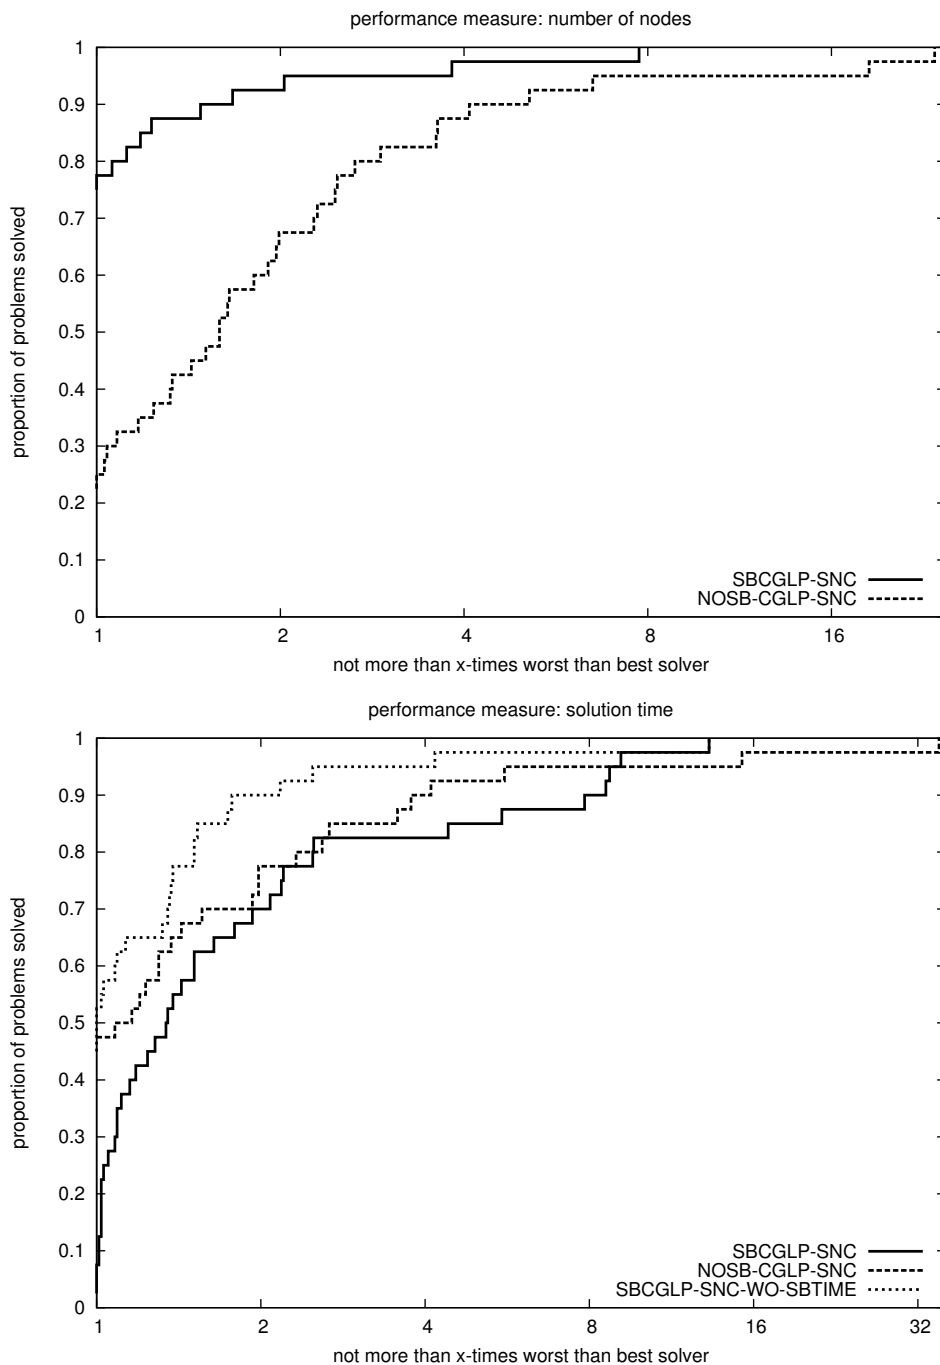 performance measure: number of nodes
1
0.9
0.8
0.7
0.6
0.5
0.4
0.3
0.2
0.1
0
proportion of problems solved
SBCGLP-SNC
NOSB-CGLP-SNC
1 2 4 8 16
not more than x-times worst than best solver
performance measure: solution time
1
0.9
0.8
0.7
0.6
0.5
0.4
0.3
0.2
0.1
0
proportion of problems solved
SBCGLP-SNC
NOSB-CGLP-SNC
SBCGLP-SNC-WO-SBTIME
1 2 4 8 16 32
not more than x-times worst than best solver